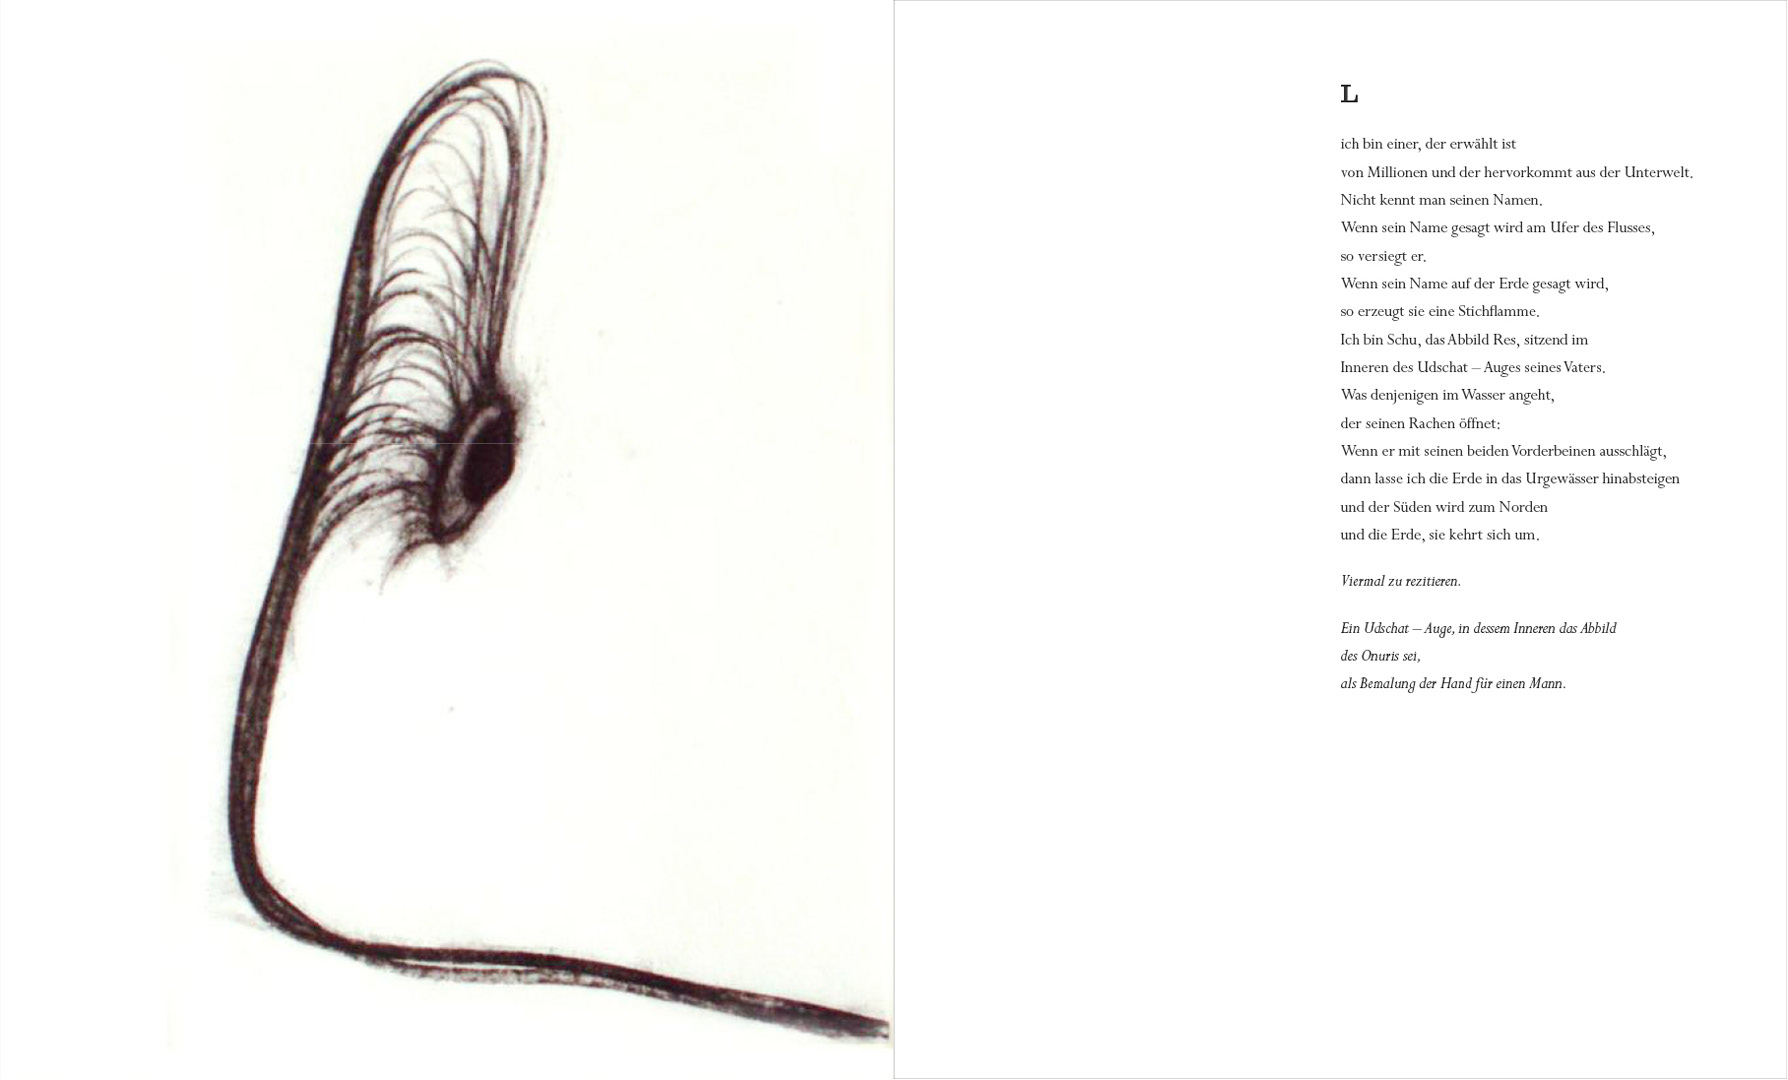 L
ich bin einer, der erwählt ist
von Millionen und der hervorkommt aus der Unterwelt.
Nicht kennt man seinen Namen.
Wenn sein Name gesagt wird am Ufer des Flusses,
so versiegt er.
Wenn sein Name auf der Erde gesagt wird,
so erzeugt sie eine Stichflamme.
Ich bin Schu, das Abbild Res, sitzend im
Inneren des Udschat – Auges seines Vaters.
Was denjenigen im Wasser angeht,
der seinen Rachen öffnet:
Wenn er mit seinen beiden Vorderbeinen ausschlägt,
dann lasse ich die Erde in das Urgewässer hinabsteigen
und der Süden wird zum Norden
und die Erde, sie kehrt sich um.
Viermal zu rezitieren.
Ein Udschat – Auge, in dessem Inneren das Abbild
des Onuris sei,
als Bemalung der Hand für einen Mann.